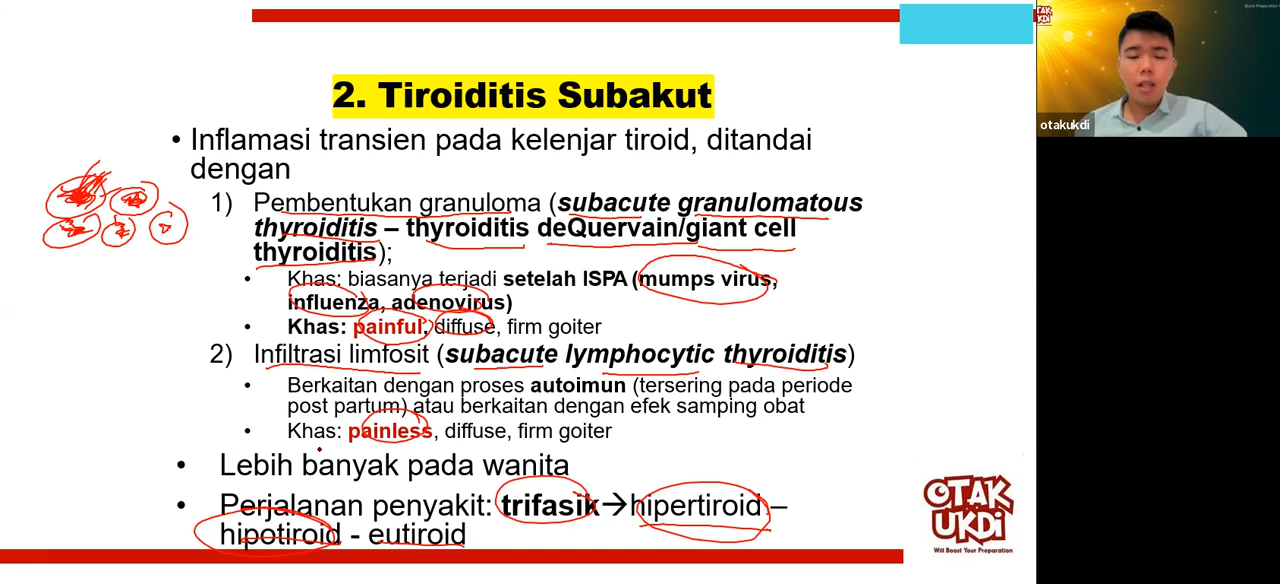 2. Tiroiditis Subakut
• Inflamasi transien pada kelenjar tiroid, ditandai
dengan
1) Pembentukan granuloma (subacute granulomatous
thyroiditis – thyroiditis deQuervain/giant cell
thyroiditis);
• Khas: biasanya terjadi setelah ISPA (mumps virus,
influenza, adenovirus)
• Khas: painful, diffuse, firm goiter
2) Infiltrasi limfosit (subacute lymphocytic thyroiditis)
• Berkaitan dengan proses autoimun (tersering pada periode
post partum) atau berkaitan dengan efek samping obat
• Khas: painless, diffuse, firm goiter
• Lebih banyak pada wanita
• Perjalanan penyakit: trifasik→hipertiroid –
hipotiroid - eutiroid
OTAK
UKDI
Will Boost Your Preparation
TAK
UKDI
otakukdi